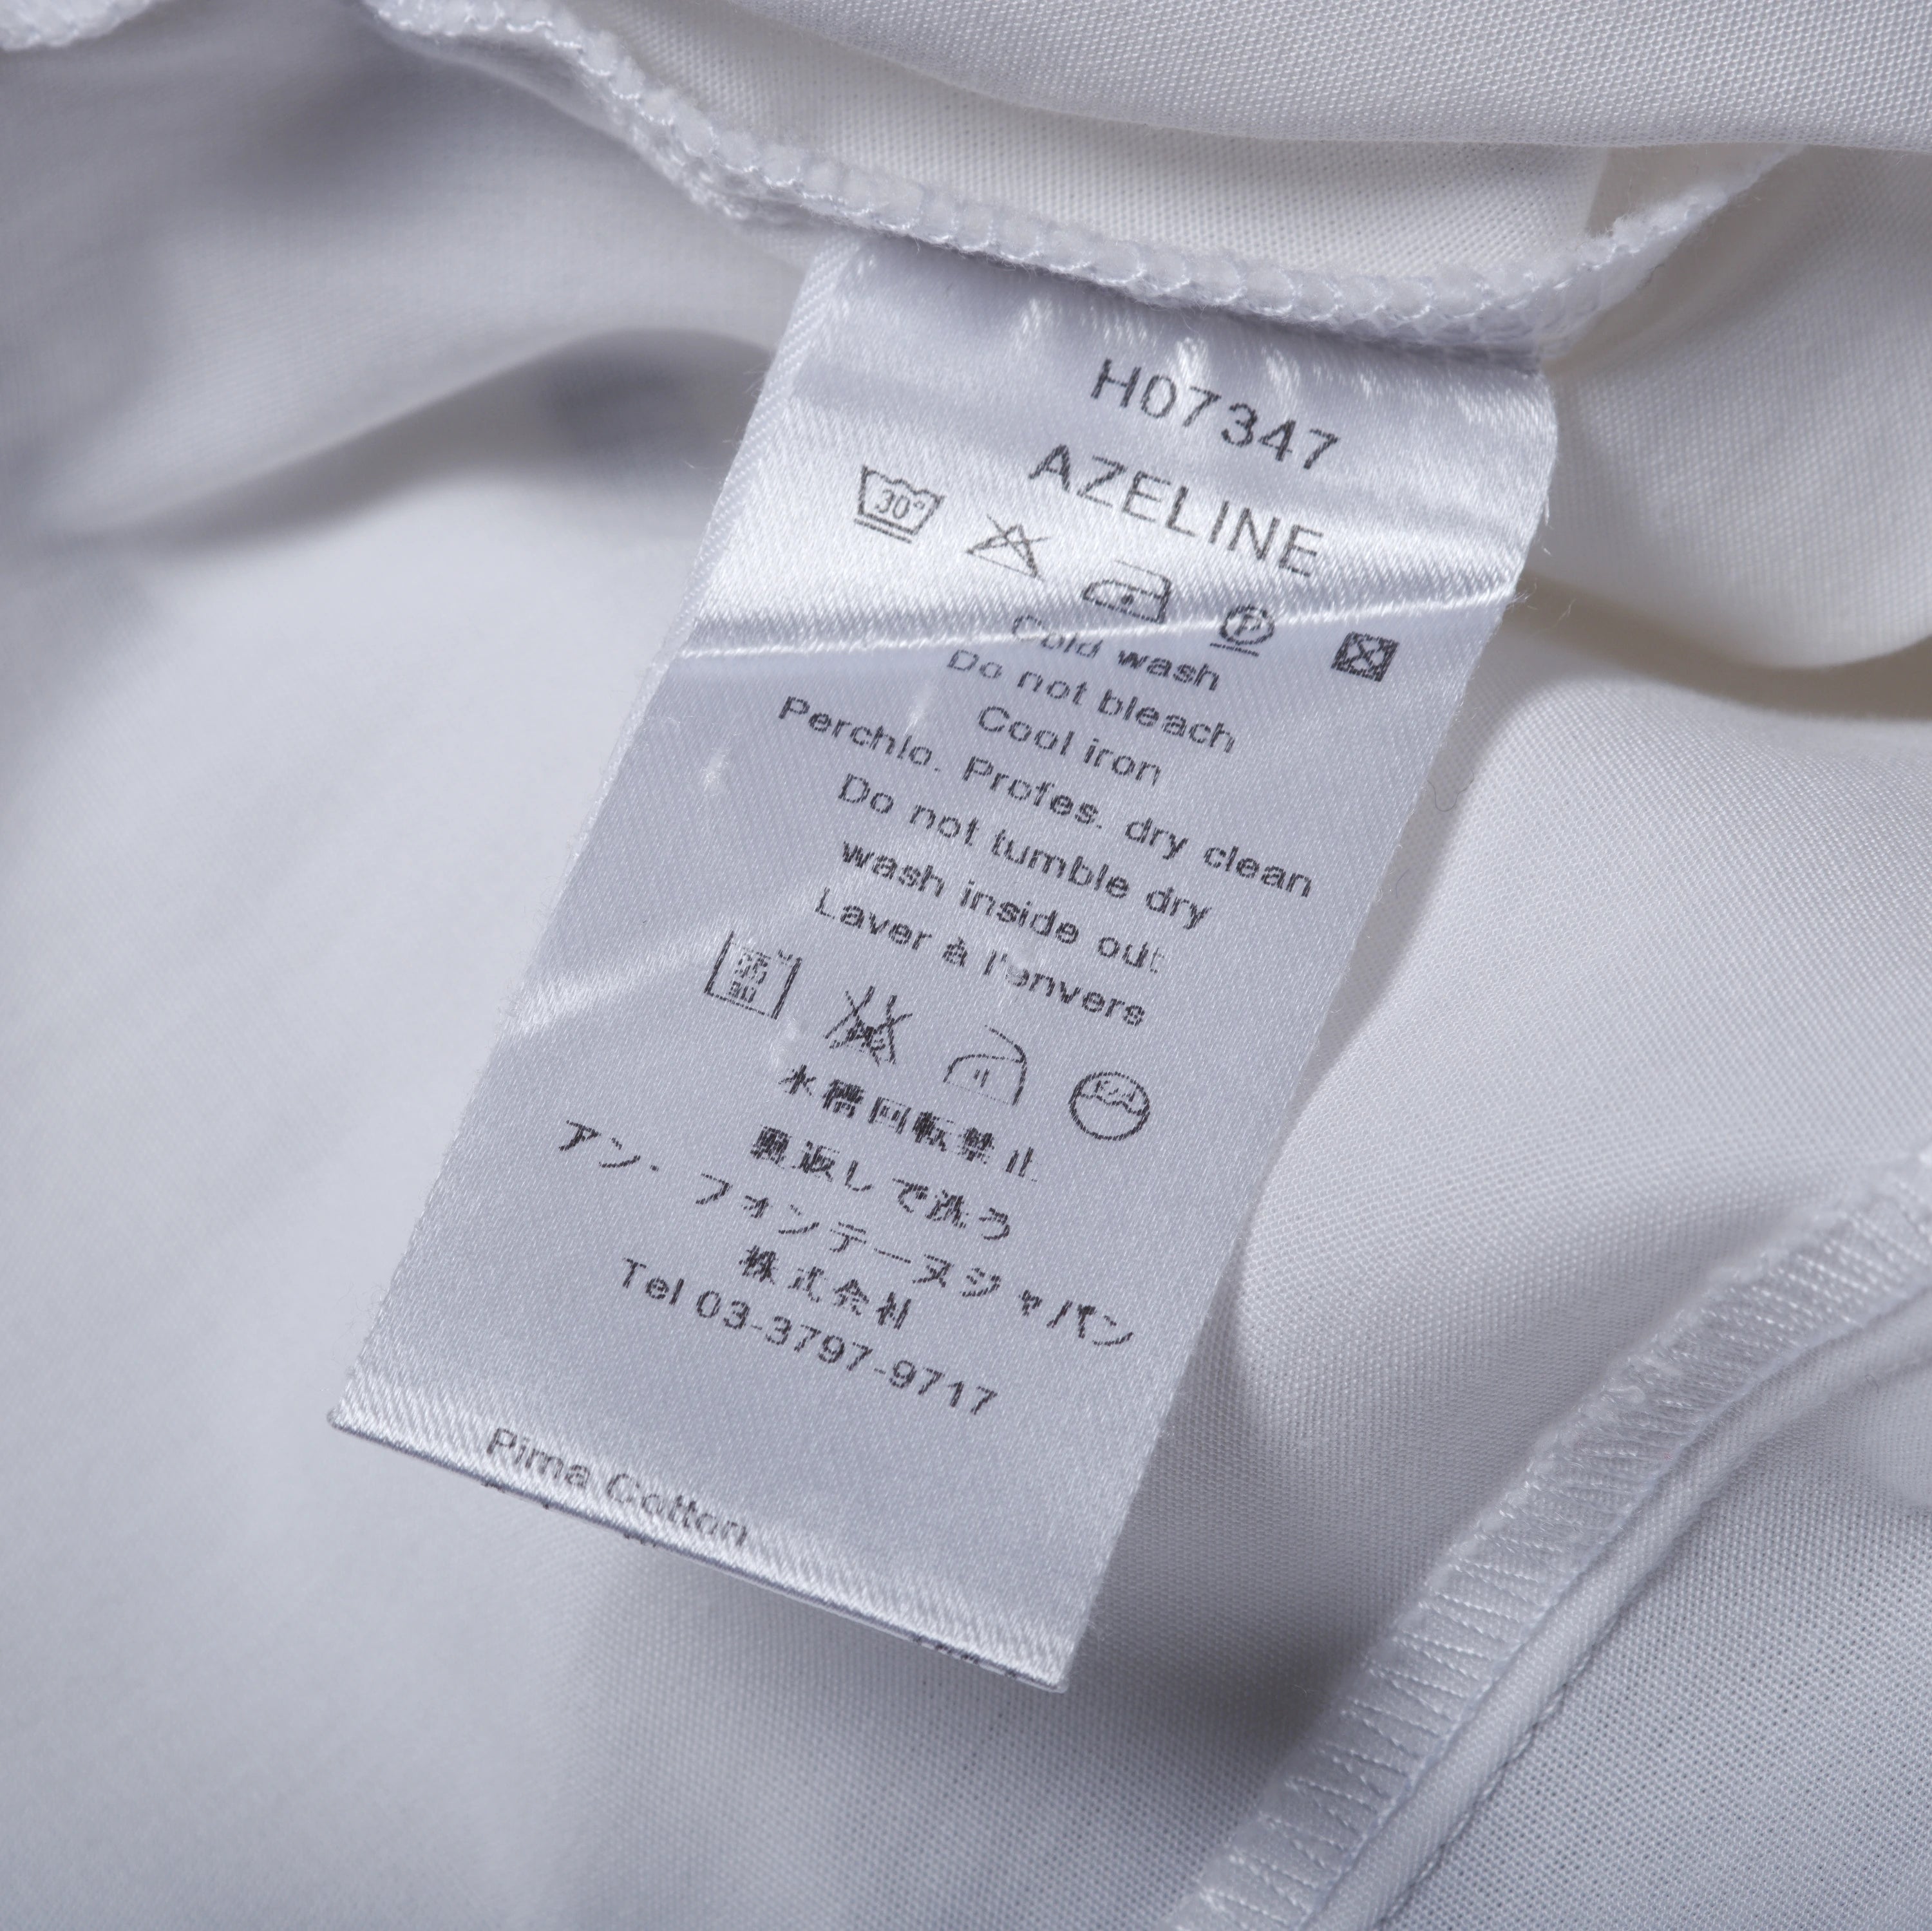 H07347
AZELINE
30°
P
Cold wash
Do not bleach
Cool iron
Perchlo. Profes. dry clean
Do not tumble dry
wash inside out
Laver à l'envers
水槽回転禁止
裏返しで洗う
アン・フォンテーヌジャパン
株式会社
Tel 03-3797-9717
Pima Cotton